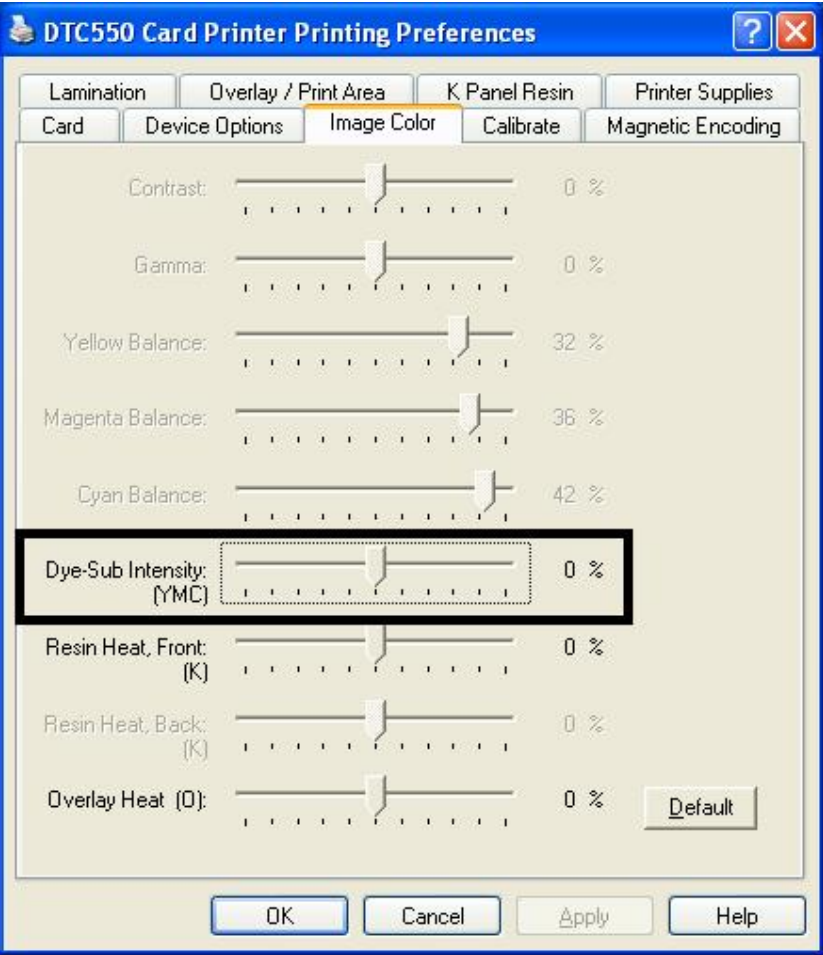 DTC550 Card Printer Printing Preferences
Lamination Overlay / Print Area K Panel Resin Printer Supplies
Card Device Options Image Color Calibrate Magnetic Encoding
Contrast: 0 %
Gamma: 0 %
Yellow Balance: 32 %
Magenta Balance: 36 %
Cyan Balance: 42 %
Dye-Sub Intensity: 0 %
(YMC)
Resin Heat, Front: 0 %
(K)
Resin Heat, Back: 0 %
(K)
Overlay Heat (O): 0 %
Default
OK Cancel Apply Help